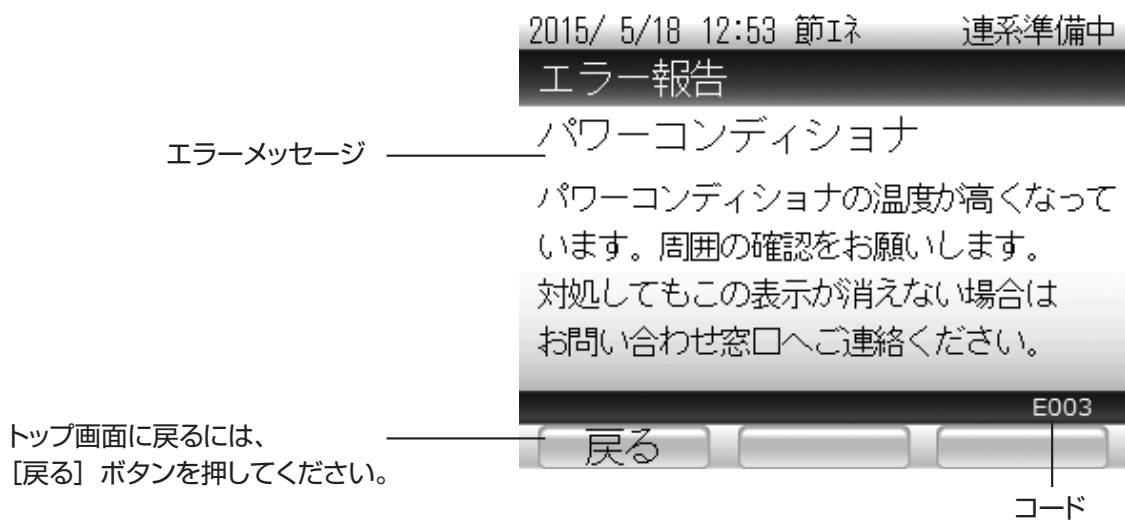 2015/ 5/18 12:53 節エネ 連系準備中
エラー報告
パワーコンディショナ
エラーメッセージ
パワーコンディショナの温度が高くなって
います。周囲の確認をお願いします。
対処してもこの表示が消えない場合は
お問い合わせ窓口へご連絡ください。
E003
トップ画面に戻るには、
［戻る］ボタンを押してください。
戻る
コード